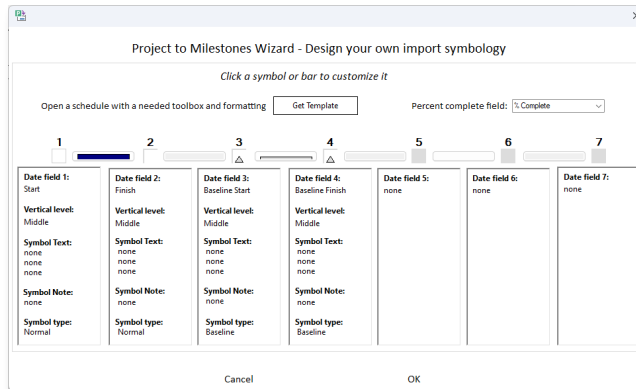 Project to Milestones Wizard - Design your own import symbology
Click a symbol or bar to customize it
Open a schedule with a needed toolbox and formatting
Get Template
Percent complete field:
% Complete
1
2
3
4
5
6
7
Date field 1:
Start
Vertical level:
Middle
Symbol Text:
none
none
none
Symbol Note:
none
Symbol type:
Normal
Date field 2:
Finish
Vertical level:
Middle
Symbol Text:
none
none
none
Symbol Note:
none
Symbol type:
Normal
Date field 3:
Baseline Start
Vertical level:
Middle
Symbol Text:
none
none
none
Symbol Note:
none
Symbol type:
Baseline
Date field 4:
Baseline Finish
Vertical level:
Middle
Symbol Text:
none
none
none
Symbol Note:
none
Symbol type:
Baseline
Date field 5:
none
Date field 6:
none
Date field 7:
none
Cancel
OK